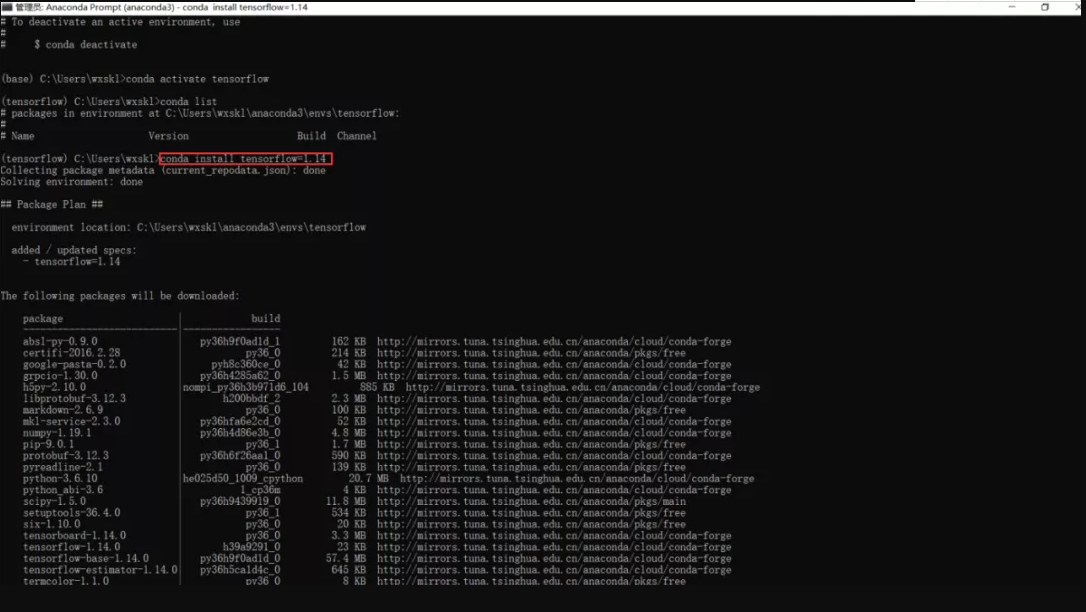 管理员: Anaconda Prompt (anaconda3) - conda  install tensorflow=1.14
# To deactivate an active environment, use
#
#     $ conda deactivate
(base) C:\Users\wxskl>conda activate tensorflow
(tensorflow) C:\Users\wxskl>conda list
# packages in environment at C:\Users\wxskl\anaconda3\envs\tensorflow:
#
# Name                    Version                   Build  Channel
(tensorflow) C:\Users\wxskl>conda install tensorflow=1.14
Collecting package metadata (current_repodata.json): done
Solving environment: done
## Package Plan ##
environment location: C:\Users\wxskl\anaconda3\envs\tensorflow
added / updated specs:
- tensorflow=1.14
The following packages will be downloaded:
package | build
---------------------------|-----------------
absl-py-0.9.0 | py36h9f0ad1d_1 162 KB http://mirrors.tuna.tsinghua.edu.cn/anaconda/cloud/conda-forge
certifi-2016.2.28 | py36_0 214 KB http://mirrors.tuna.tsinghua.edu.cn/anaconda/pkgs/free
google-pasta-0.2.0 | pyh8c360ce_0 42 KB http://mirrors.tuna.tsinghua.edu.cn/anaconda/cloud/conda-forge
grpcio-1.30.0 | py36h4285a62_0 1.5 MB http://mirrors.tuna.tsinghua.edu.cn/anaconda/cloud/conda-forge
h5py-2.10.0 | nompi_py36h3b971d6_104 885 KB http://mirrors.tuna.tsinghua.edu.cn/anaconda/cloud/conda-forge
libprotobuf-3.12.3 | h200bbdf_2 2.3 MB http://mirrors.tuna.tsinghua.edu.cn/anaconda/cloud/conda-forge
markdown-2.6.9 | py36_0 100 KB http://mirrors.tuna.tsinghua.edu.cn/anaconda/pkgs/free
mkl-service-2.3.0 | py36hfa6e2cd_0 52 KB http://mirrors.tuna.tsinghua.edu.cn/anaconda/cloud/conda-forge
numpy-1.19.1 | py36h4d86e3b_0 4.8 MB http://mirrors.tuna.tsinghua.edu.cn/anaconda/cloud/conda-forge
pip-9.0.1 | py36_1 1.7 MB http://mirrors.tuna.tsinghua.edu.cn/anaconda/pkgs/free
protobuf-3.12.3 | py36h6f26aa1_0 590 KB http://mirrors.tuna.tsinghua.edu.cn/anaconda/cloud/conda-forge
pyreadline-2.1 | py36_0 139 KB http://mirrors.tuna.tsinghua.edu.cn/anaconda/pkgs/free
python-3.6.10 | he025d50_1009_cpython 20.7 MB http://mirrors.tuna.tsinghua.edu.cn/anaconda/cloud/conda-forge
python_abi-3.6 | 1_cp36m 4 KB http://mirrors.tuna.tsinghua.edu.cn/anaconda/cloud/conda-forge
scipy-1.5.0 | py36h9439919_0 11.8 MB http://mirrors.tuna.tsinghua.edu.cn/anaconda/pkgs/main
setuptools-36.4.0 | py36_1 534 KB http://mirrors.tuna.tsinghua.edu.cn/anaconda/pkgs/free
six-1.10.0 | py36_0 20 KB http://mirrors.tuna.tsinghua.edu.cn/anaconda/pkgs/free
tensorboard-1.14.0 | py36_0 3.3 MB http://mirrors.tuna.tsinghua.edu.cn/anaconda/cloud/conda-forge
tensorflow-1.14.0 | h39a9291_0 23 KB http://mirrors.tuna.tsinghua.edu.cn/anaconda/cloud/conda-forge
tensorflow-base-1.14.0 | py36h9f0ad1d_0 57.4 MB http://mirrors.tuna.tsinghua.edu.cn/anaconda/cloud/conda-forge
tensorflow-estimator-1.14.0 | py36h5ca1d4c_0 645 KB http://mirrors.tuna.tsinghua.edu.cn/anaconda/cloud/conda-forge
termcolor-1.1.0 | py36_0 8 KB http://mirrors.tuna.tsinghua.edu.cn/anaconda/pkgs/free